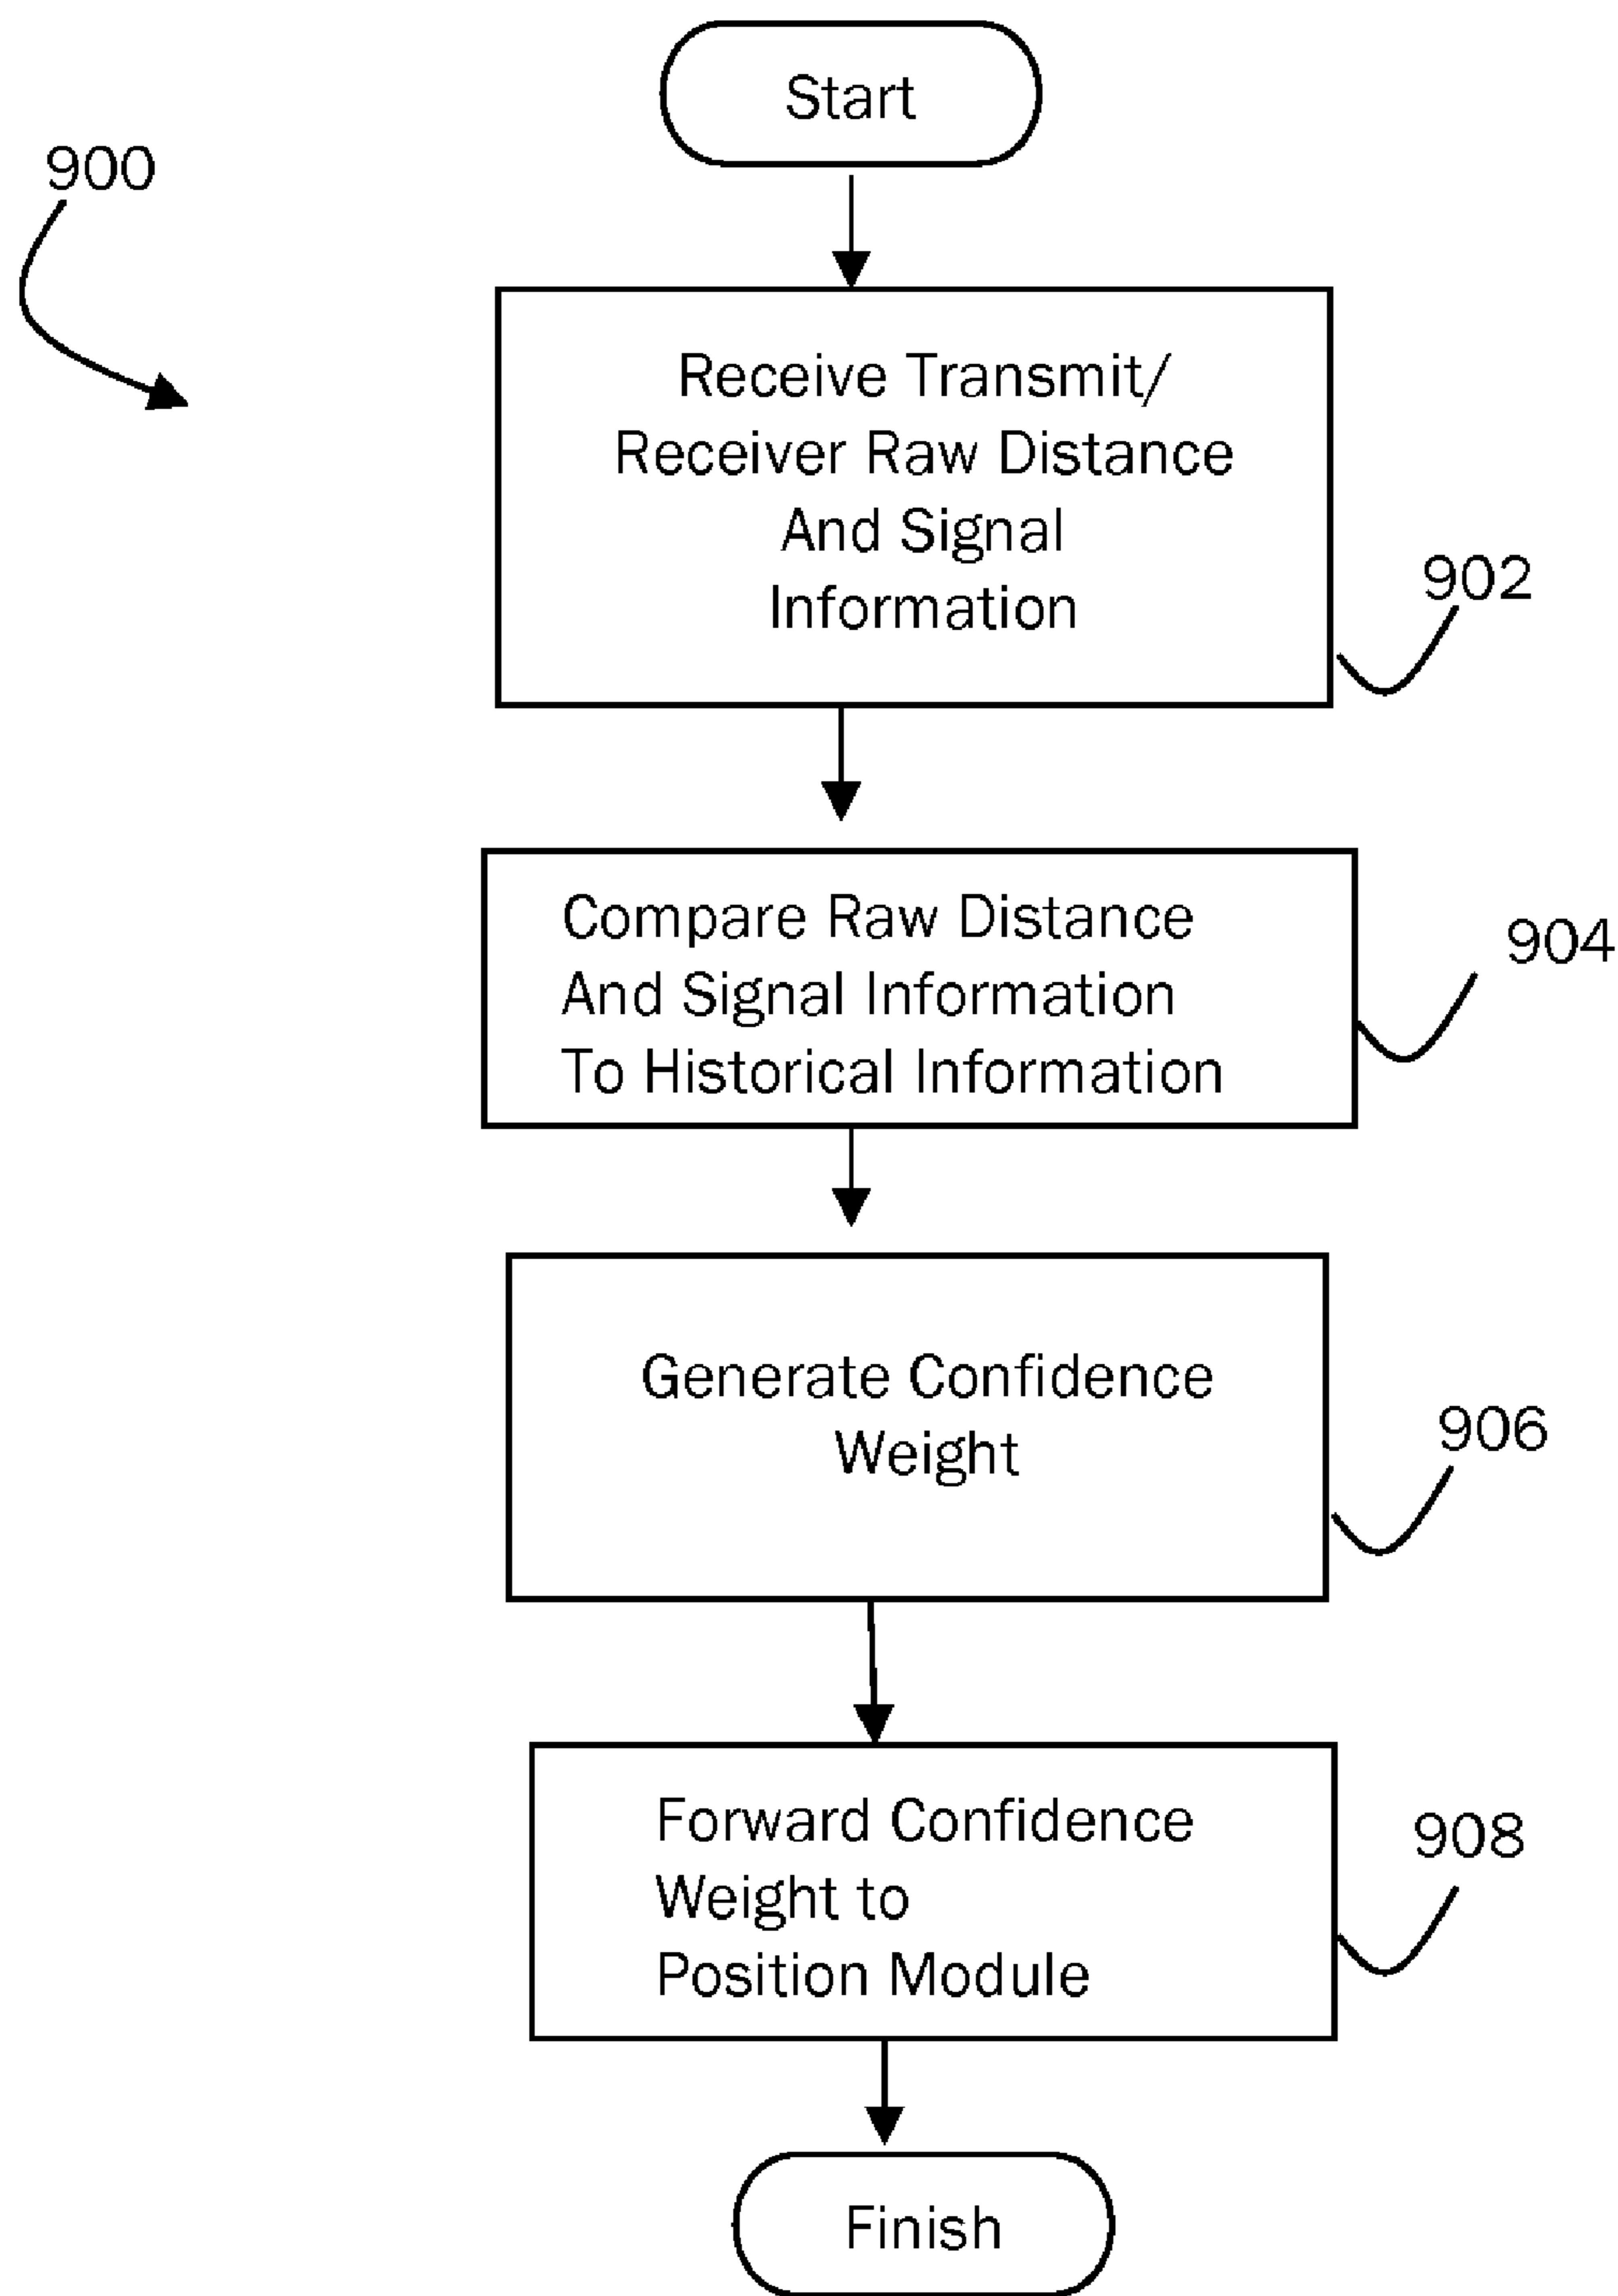 Start
900
Receive Transmit/
Receiver Raw Distance
And Signal
Information
902
Compare Raw Distance
And Signal Information
To Historical Information
904
Generate Confidence
Weight
906
Forward Confidence
Weight to
Position Module
908
Finish